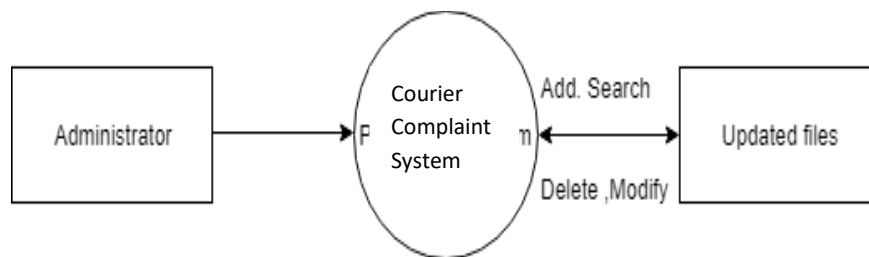 Administrator
Courier
Complaint
System
Add. Search
Delete ,Modify
Updated files